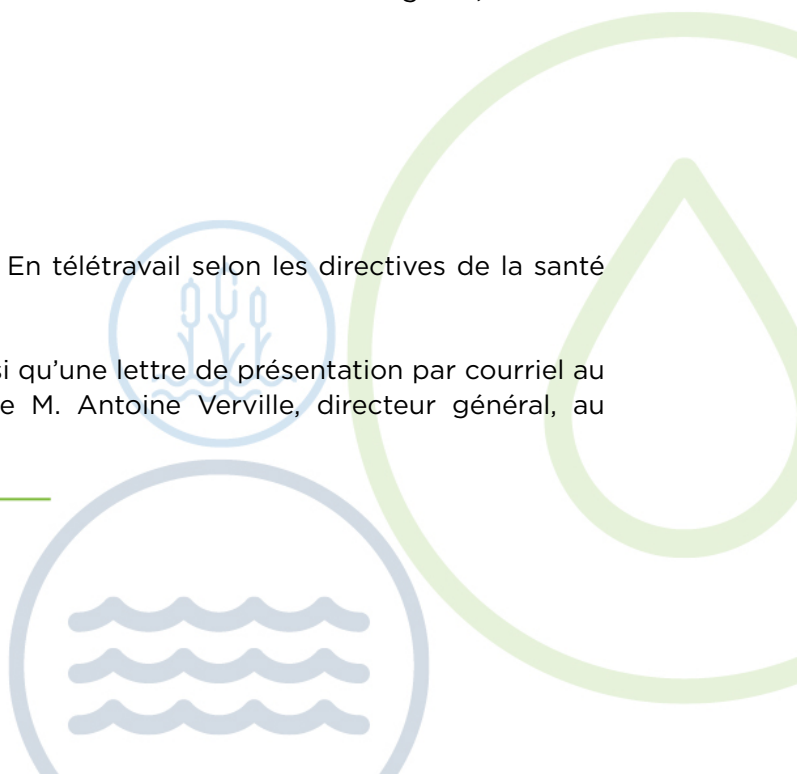 En télétravail selon les directives de la santé
si qu’une lettre de présentation par courriel au
e M. Antoine Verville, directeur général, au